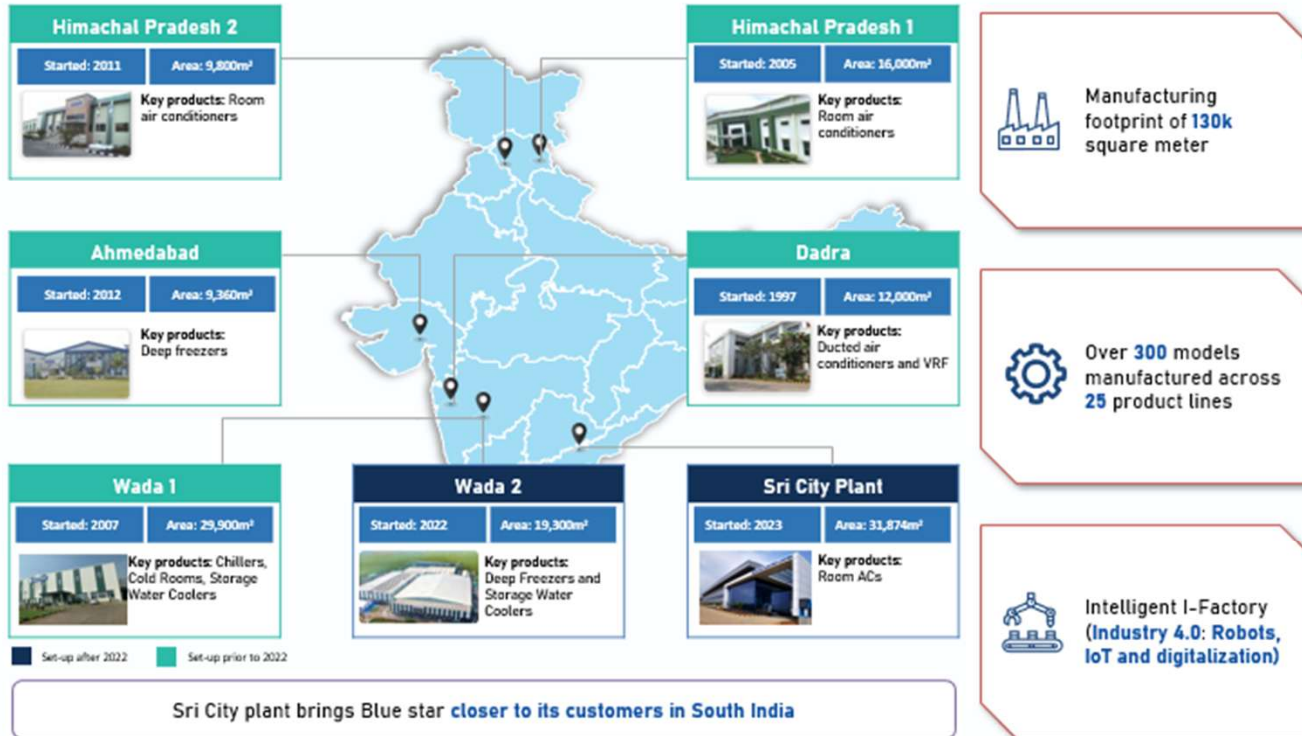 Himachal Pradesh 2
Started: 2011
Area: 9,800m²
Key products: Room
air conditioners
Himachal Pradesh 1
Started: 2005
Area: 16,000m²
Key products:
Room air
conditioners
Manufacturing
footprint of 130k
square meter
Ahmedabad
Started: 2012
Area: 9,360m²
Key products:
Deep freezers
Dadra
Started: 1997
Area: 12,000m²
Key products:
Ducted air
conditioners and VRF
Over 300 models
manufactured across
25 product lines
Wada 1
Started: 2007
Area: 29,900m²
Key products: Chillers,
Cold Rooms, Storage
Water Coolers
Wada 2
Started: 2022
Area: 19,300m²
Key products:
Deep Freezers and
Storage Water
Coolers
Sri City Plant
Started: 2023
Area: 31,874m²
Key products:
Room ACs
Intelligent I-Factory
(Industry 4.0: Robots,
IoT and digitalization)
Set-up after 2022
Set-up prior to 2022
Sri City plant brings Blue star closer to its customers in South India